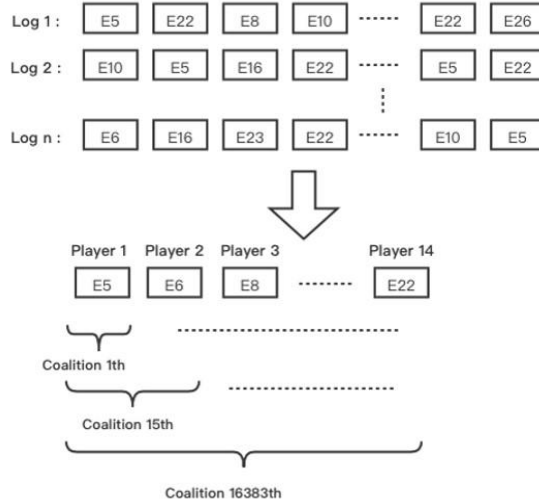 Log 1 : E5 E22 E8 E10 E22 E26
Log 2 : E10 E5 E16 E22 E5 E22
Log n : E6 E16 E23 E22 E10 E5
Player 1 Player 2 Player 3 Player 14
E5 E6 E8 E22
Coalition 1th
Coalition 15th
Coalition 16383th